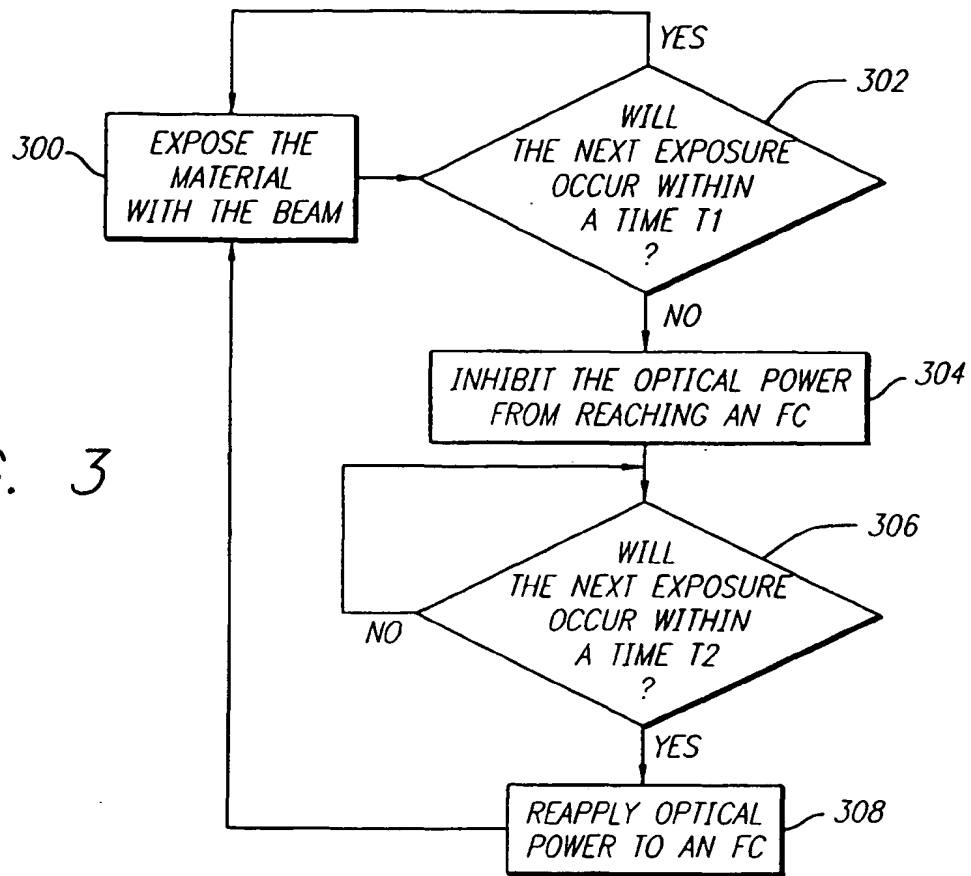 YES
302
300
EXPOSE THE
MATERIAL
WITH THE BEAM
WILL
THE NEXT EXPOSURE
OCCUR WITHIN
A TIME T1
?
NO
INHIBIT THE OPTICAL POWER
FROM REACHING AN FC
304
. 3
306
WILL
THE NEXT EXPOSURE
OCCUR WITHIN
A TIME T2
?
NO
YES
REAPPLY OPTICAL
POWER TO AN FC
308